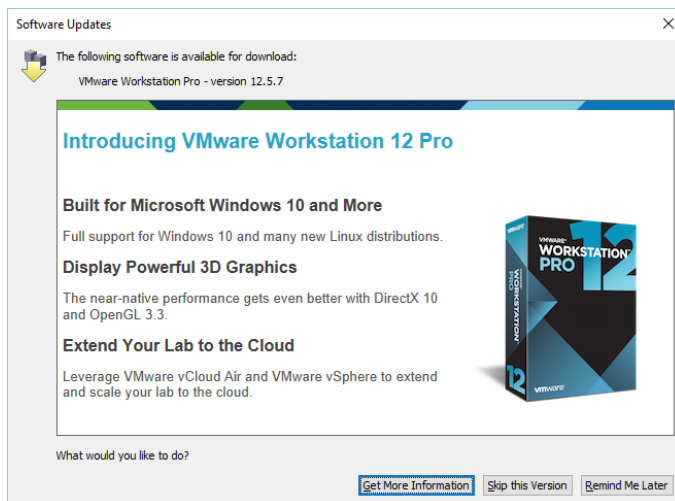 Software Updates
The following software is available for download:
VMware Workstation Pro - version 12.5.7
Introducing VMware Workstation 12 Pro
Built for Microsoft Windows 10 and More
Full support for Windows 10 and many new Linux distributions.
Display Powerful 3D Graphics
The near-native performance gets even better with DirectX 10
and OpenGL 3.3.
Extend Your Lab to the Cloud
Leverage VMware vCloud Air and VMware vSphere to extend
and scale your lab to the cloud.
vmware
WORKSTATION
PRO
12
VMWARE®
WORKSTATION™
PRO
12
vmware
What would you like to do?
Get More Information
Skip this Version
Remind Me Later